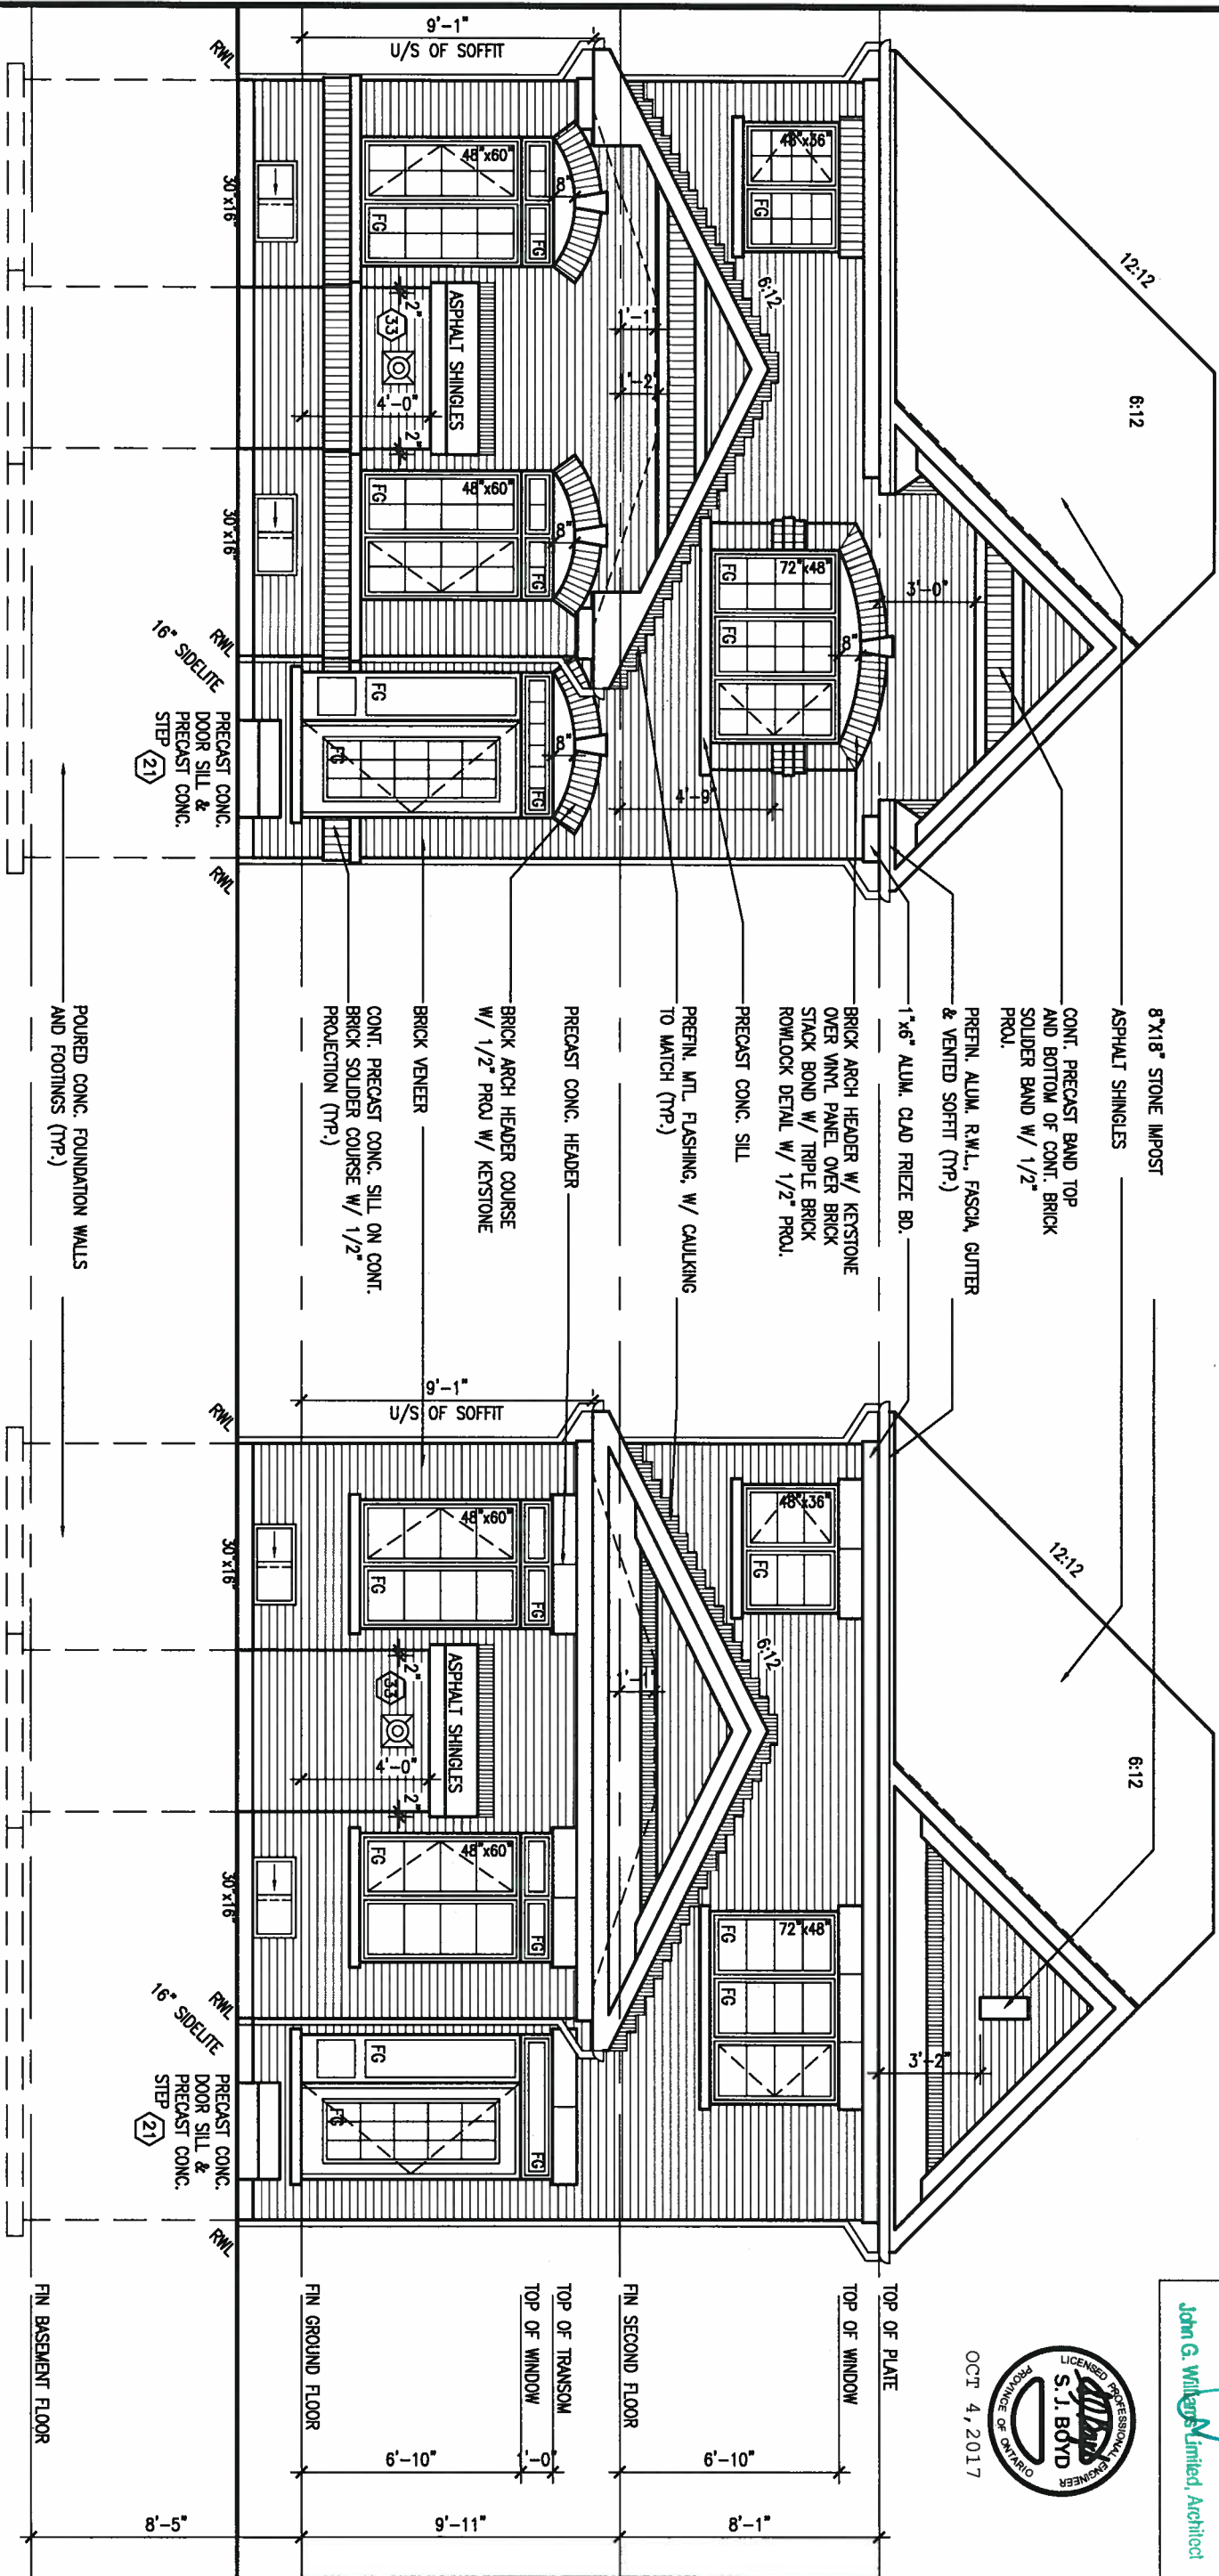 8"X18" STONE IMPOST
ASPHALT SHINGLES
CONT. PRECAST BAND TOP
AND BOTTOM OF CONT. BRICK
SOLIDER BAND W/ 1/2"
PROJ.
PREFIN. ALUM. R.W.L., FASCIA, GUTTER
& VENTED SOFFIT (TYP.)
1"x6" ALUM. CLAD FRIEZE BD.
BRICK ARCH HEADER W/ KEYSTONE
OVER VINYL PANEL OVER BRICK
STACK BOND W/ TRIPLE BRICK
ROWLOCK DETAIL W/ 1/2" PROJ.
PRECAST CONC. SILL
PREFIN. MTL. FLASHING, W/ CAULKING
TO MATCH (TYP.)
PRECAST CONC. HEADER
BRICK ARCH HEADER COURSE
W/ 1/2" PROJ W/ KEYSTONE
BRICK VENEER
CONT. PRECAST CONC. SILL ON CONT.
BRICK SOLIDER COURSE W/ 1/2"
PROJECTION (TYP.)
POURED CONC. FOUNDATION WALLS
AND FOOTINGS (TYP.)
12:12
6:12
3'-0"
48"x36"
FG
6:12
72"x48"
FG
FG
8"
4'-9"
1'-1"
1'-2"
9'-1"
U/S OF SOFFIT
48"x60"
FG
FG
8"
ASPHALT SHINGLES
2"
33
4'-0"
2"
48"x60"
FG
FG
8"
FG
FG
FG
8"
RWL
30"x16"
30"x16"
RWL
16" SIDELITE
PRECAST CONC.
DOOR SILL &
PRECAST CONC.
STEP
21
RWL
12:12
6:12
3'-2"
48"x36"
FG
6:12
72"x48"
FG
FG
1'-1"
9'-1"
U/S OF SOFFIT
48"x60"
FG
FG
ASPHALT SHINGLES
2"
33
4'-0"
2"
48"x60"
FG
FG
FG
FG
FG
RWL
30"x16"
30"x16"
RWL
16" SIDELITE
PRECAST CONC.
DOOR SILL &
PRECAST CONC.
STEP
21
RWL
TOP OF PLATE
TOP OF WINDOW
FIN SECOND FLOOR
TOP OF TRANSOM
TOP OF WINDOW
FIN GROUND FLOOR
FIN BASEMENT FLOOR
6'-10"
8'-1"
1'-0"
6'-10"
9'-11"
8'-5"
John G. Williams Limited, Architect
LICENSED PROFESSIONAL ENGINEER
S. J. BOYD
PROVINCE OF ONTARIO
OCT 4, 2017